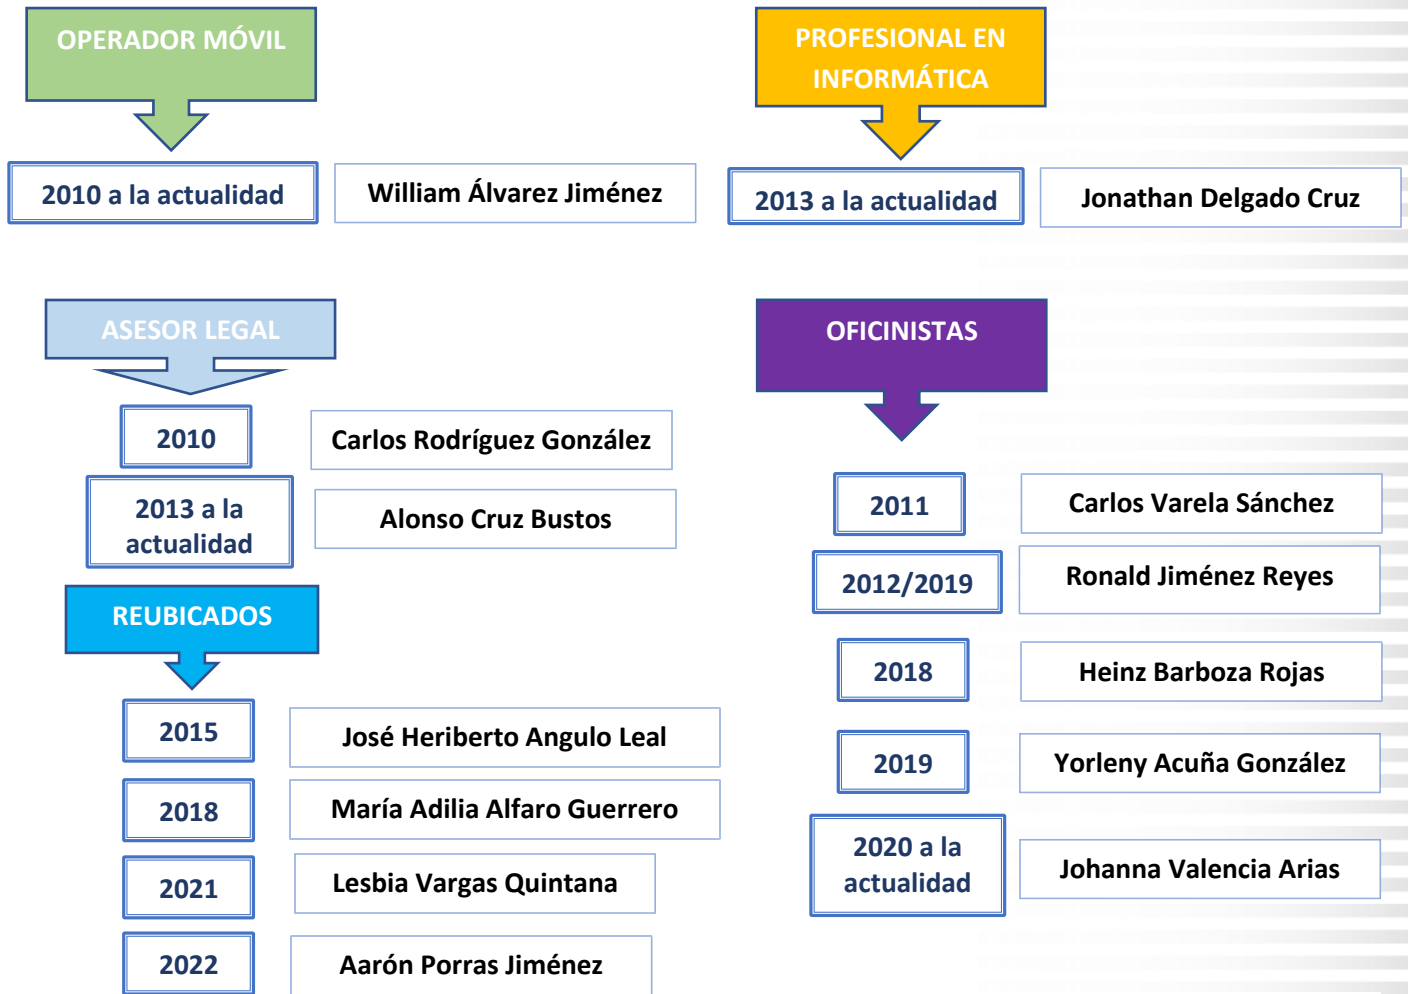 OPERADOR MÓVIL
2010 a la actualidad
William Álvarez Jiménez
PROFESIONAL EN
INFORMÁTICA
2013 a la actualidad
Jonathan Delgado Cruz
ASESOR LEGAL
2010
Carlos Rodríguez González
2013 a la
actualidad
Alonso Cruz Bustos
REUBICADOS
2015
José Heriberto Angulo Leal
2018
María Adilia Alfaro Guerrero
2021
Lesbia Vargas Quintana
2022
Aarón Porras Jiménez
OFICINISTAS
2011
Carlos Varela Sánchez
2012/2019
Ronald Jiménez Reyes
2018
Heinz Barboza Rojas
2019
Yorleny Acuña González
2020 a la
actualidad
Johanna Valencia Arias